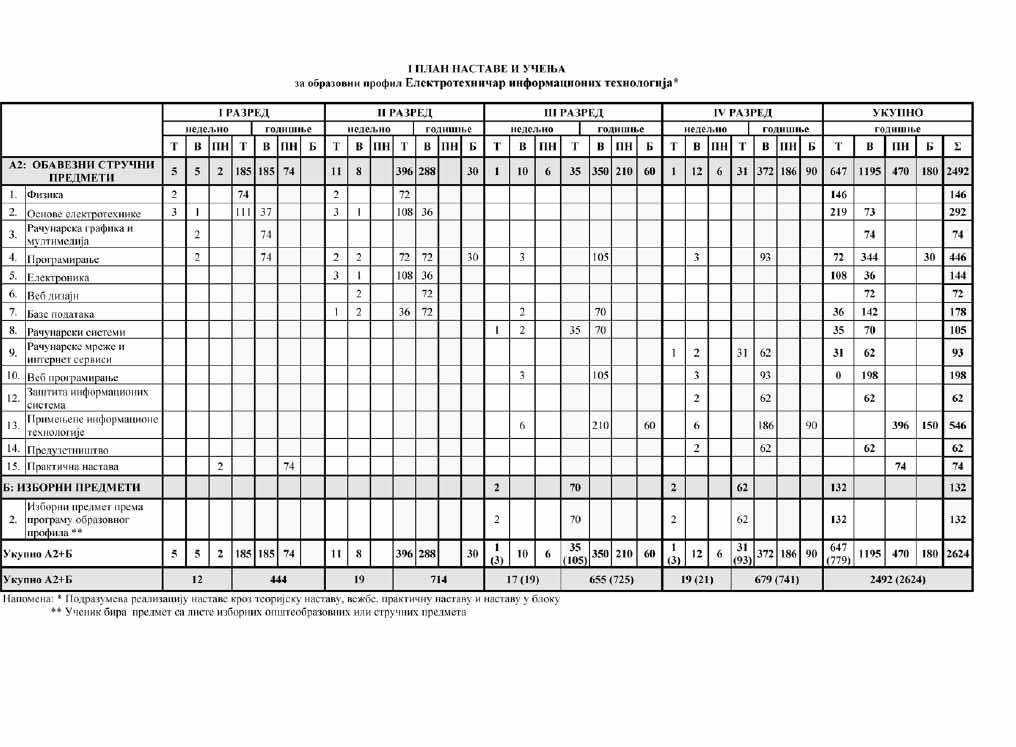 I ПЛАН НАСТАВЕ И УЧЕЊА
за образовни профил Електротехничар информационих технологија*
I РАЗРЕД II РАЗРЕД III РАЗРЕД IV РАЗРЕД УКУПНО
недељно годишње недељно годишње недељно годишње недељно годишње годишње
Т В ПН Т В ПН Б Т В ПН Т В ПН Б Т В ПН Т В ПН Б Т В ПН Т В ПН Б Т В ПН Б Σ
А2: ОБАВЕЗНИ СТРУЧНИ
ПРЕДМЕТИ 5 5 2 185 185 74 11 8 396 288 30 1 10 6 35 350 210 60 1 12 6 31 372 186 90 647 1195 470 180 2492
1. Физика 2 74 2 72 146 146
2. Основе електротехнике 3 1 111 37 3 1 108 36 219 73 292
3. Рачунарска графика и
мултимедија 2 74 74 74
4. Програмирање 2 74 2 2 72 72 30 3 105 3 93 72 344 30 446
5. Електроника 3 1 108 36 108 36 144
6. Веб дизајн 2 72 72 72
7. Базе података 1 2 36 72 2 70 36 142 178
8. Рачунарски системи 1 2 35 70 35 70 105
9. Рачунарске мреже и
интернет сервиси 1 2 31 62 31 62 93
10. Веб програмирање 3 105 3 93 0 198 198
12. Заштита информационих
система 2 62 62 62
13. Примењене информационе
технологије 6 210 60 6 186 90 396 150 546
14. Предузетништво 2 62 62 62
15. Практична настава 2 74 74 74
Б: ИЗБОРНИ ПРЕДМЕТИ 2 70 2 62 132 132
2. Изборни предмет према
програму образовног
профила ** 2 70 2 62 132 132
Укупно А2+Б 5 5 2 185 185 74 11 8 396 288 30 1 (3) 10 6 35 (105) 350 210 60 1 (3) 12 6 31 (93) 372 186 90 647 (779) 1195 470 180 2624
Укупно А2+Б 12 444 19 714 17 (19) 655 (725) 19 (21) 679 (741) 2492 (2624)
Напомена: * Подразумева реализацију наставе кроз теоријску наставу, вежбе, практичну наставу и наставу у блоку
** Ученик бира предмет са листе изборних општеобразовних или стручних предмета